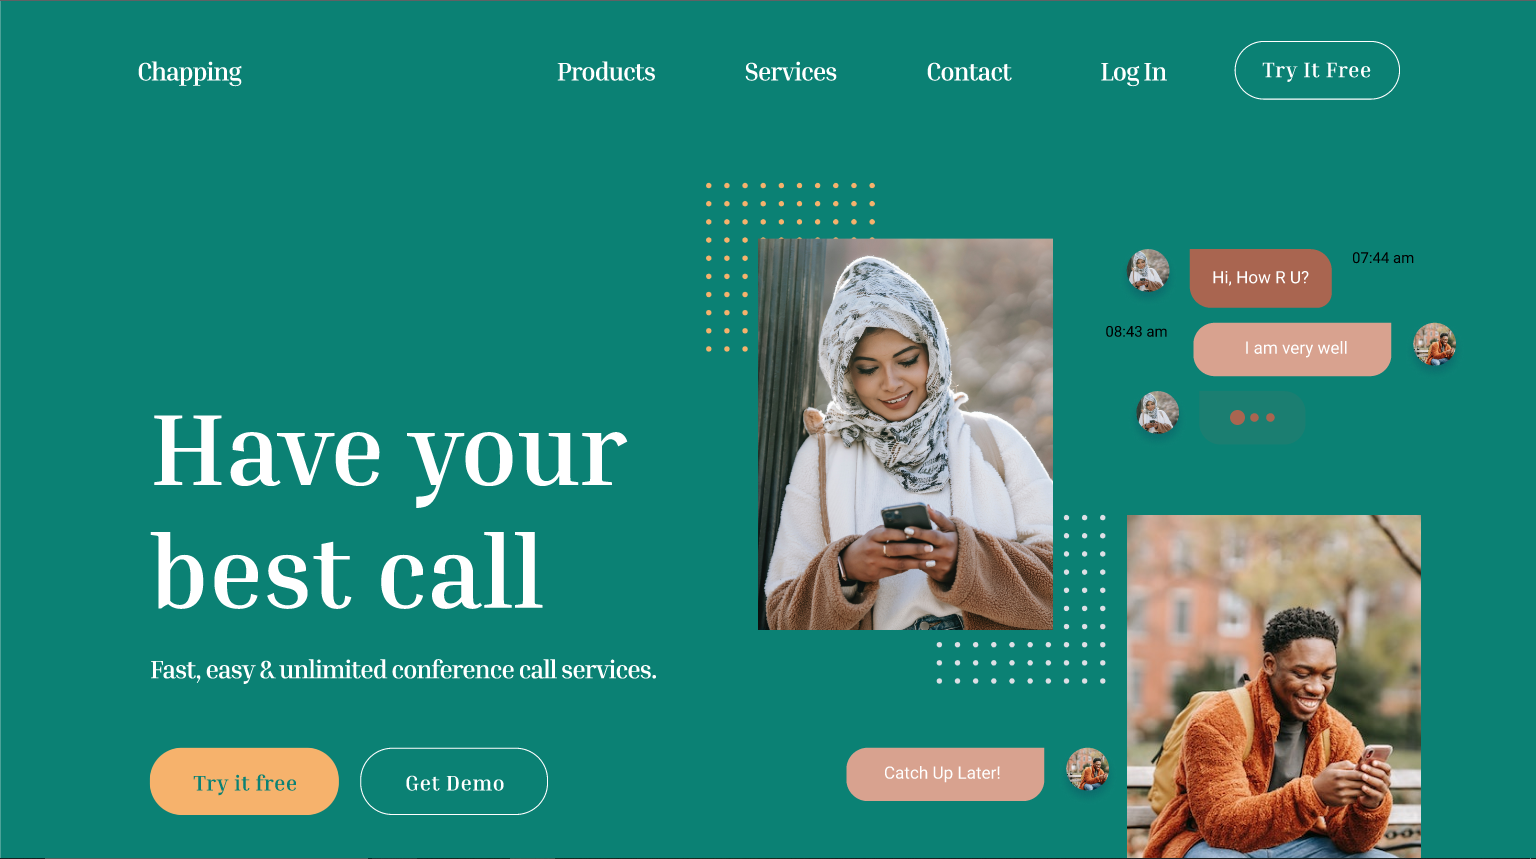 Chapping
Products
Services
Contact
Log In
Try It Free
Hi, How R U?
07:44 am
08:43 am
I am very well
Have your
best call
Fast, easy & unlimited conference call services.
Try it free
Get Demo
Catch Up Later!